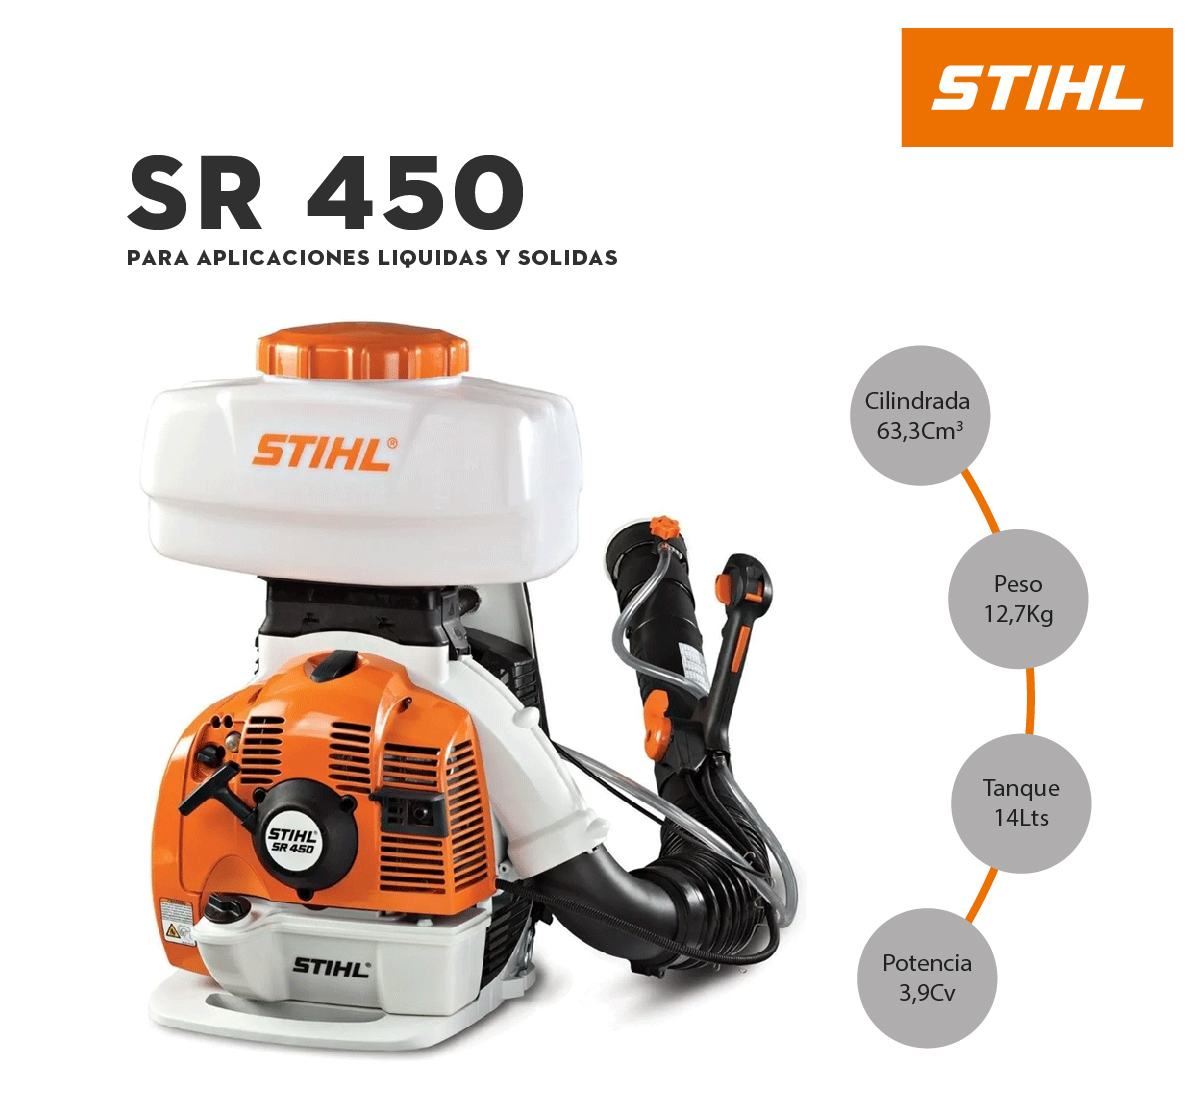 STIHL
SR 450
PARA APLICACIONES LIQUIDAS Y SOLIDAS
STIHL®
Cilindrada
63,3Cm³
Peso
12,7Kg
Tanque
14Lts
STIHL®
SR 450
STIHL®
Potencia
3,9Cv